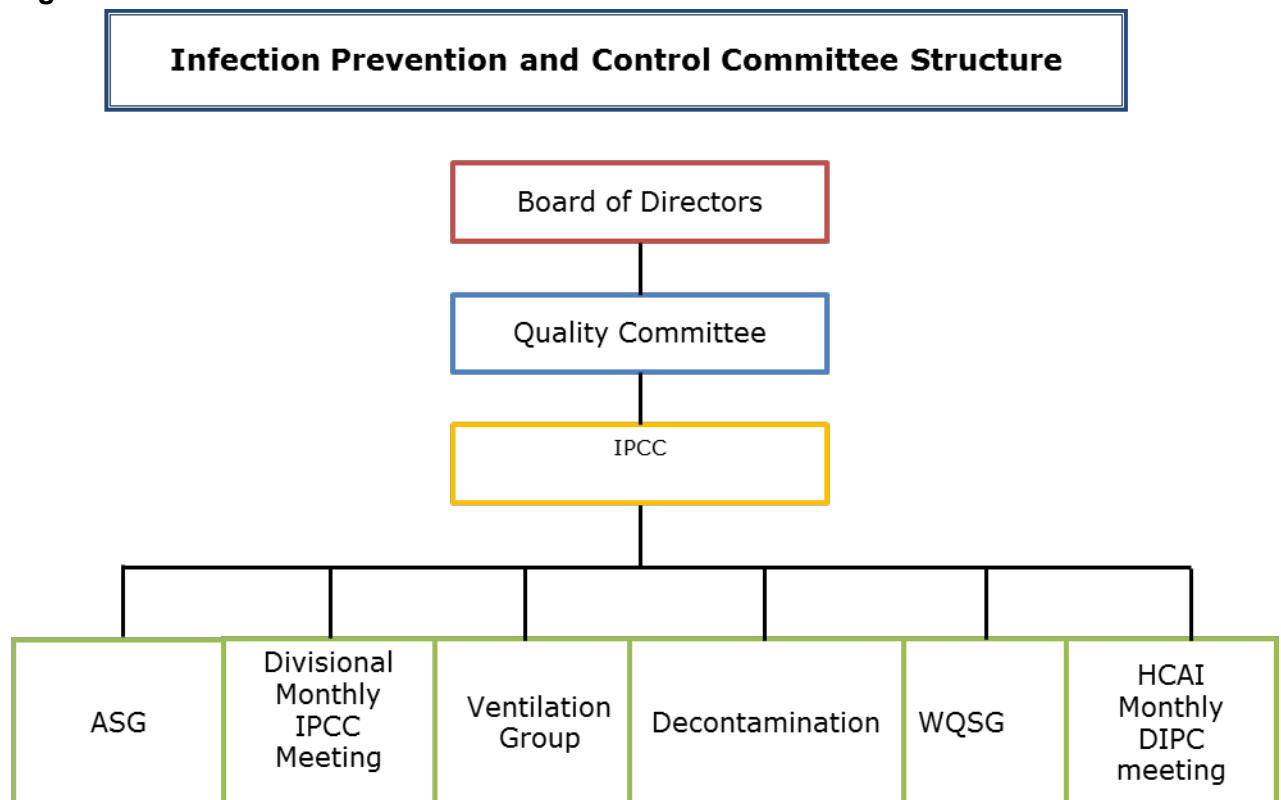 Infection Prevention and Control Committee Structure
Board of Directors
Quality Committee
IPCC
ASG
Divisional
Monthly
IPCC
Meeting
Ventilation
Group
Decontamination
WQSG
HCAI
Monthly
DIPC
meeting